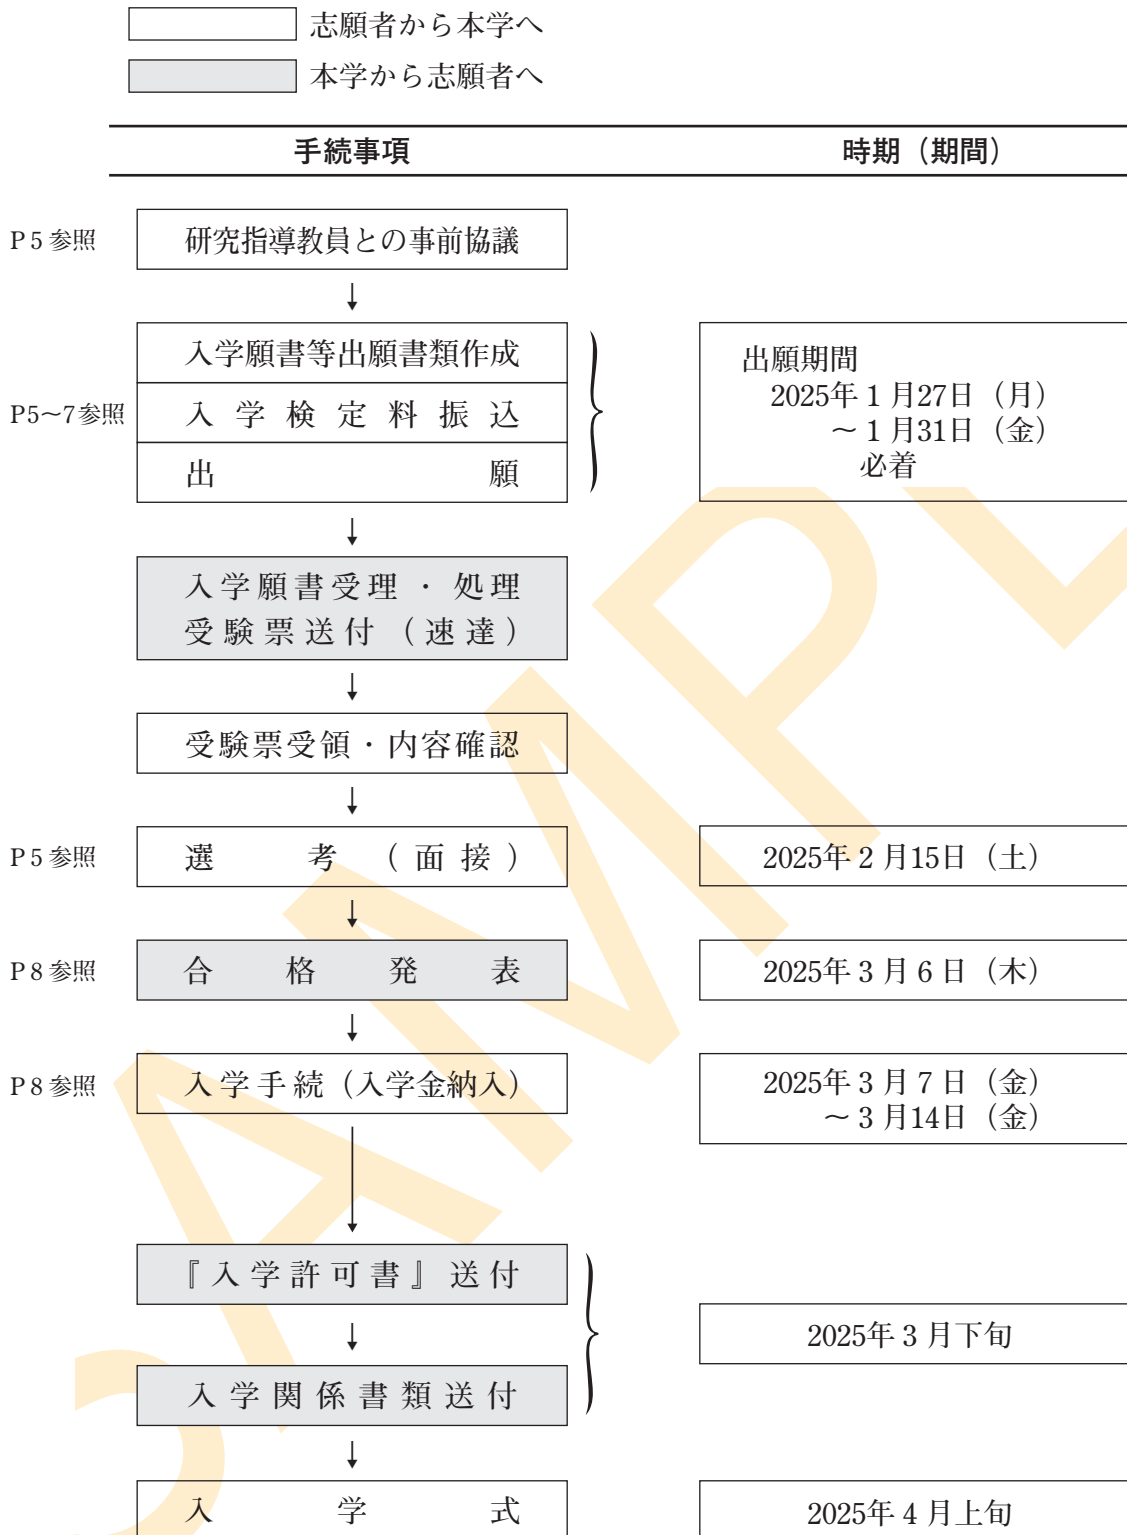 志願者から本学へ
本学から志願者へ
手続事項 時期（期間）
P 5 参照 研究指導教員との事前協議
入学願書等出願書類作成
P5〜7参照 入学検定料振込
出願
出願期間
2025年 1 月27日（月）
〜 1 月31日（金）
必着
入学願書受理・処理
受験票送付（速達）
受験票受領・内容確認
P 5 参照 選考（面接） 2025年 2 月15日（土）
P 8 参照 合格発表 2025年 3 月 6 日（木）
P 8 参照 入学手続（入学金納入） 2025年 3 月 7 日（金）
〜 3 月14日（金）
『入学許可書』送付
2025年 3 月下旬
入学関係書類送付
入学式 2025年 4 月上旬
SAMPLE